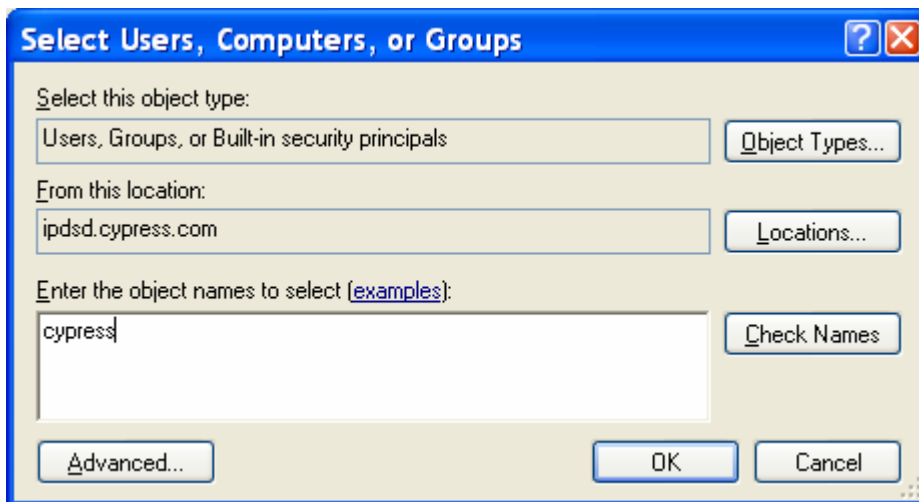 Select Users, Computers, or Groups
Select this object type:
Users, Groups, or Built-in security principals
Object Types...
From this location:
ipdsd.cypress.com
Locations...
Enter the object names to select (examples):
cypress
Check Names
Advanced...
OK
Cancel